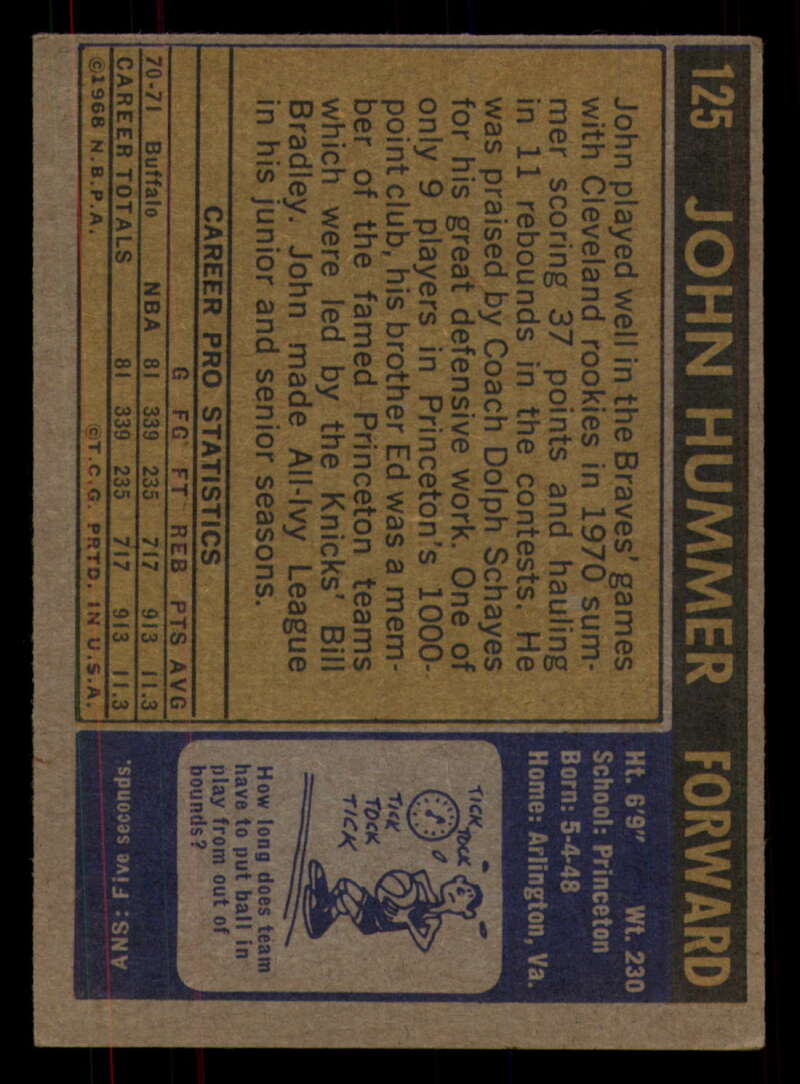 125 JOHN HUMMER FORWARD
John played well in the Braves' games
with Cleveland rookies in 1970 sum-
mer scoring 37 points and hauling
in 11 rebounds in the contests. He
was praised by Coach Dolph Schayes
for his great defensive work. One of
only 9 players in Princeton's 1000-
point club, his brother Ed was a mem-
ber of the famed Princeton teams
which were led by the Knicks' Bill
Bradley. John made All-Ivy League
in his junior and senior seasons.
CAREER PRO STATISTICS
G FG FT REB PTS AVG
70-71 Buffalo NBA 81 339 235 717 913 11.3
CAREER TOTALS 81 339 235 717 913 11.3
©1968 N.B.P.A. ©T.C.G. PRTD. IN U.S.A.
Ht. 6'9" Wt. 230
School: Princeton
Born: 5-4-48
Home: Arlington, Va.
TICK TOCK
TICK
TOCK
TICK
How long does team
have to put ball in
play from out of
bounds?
ANS: Five seconds.